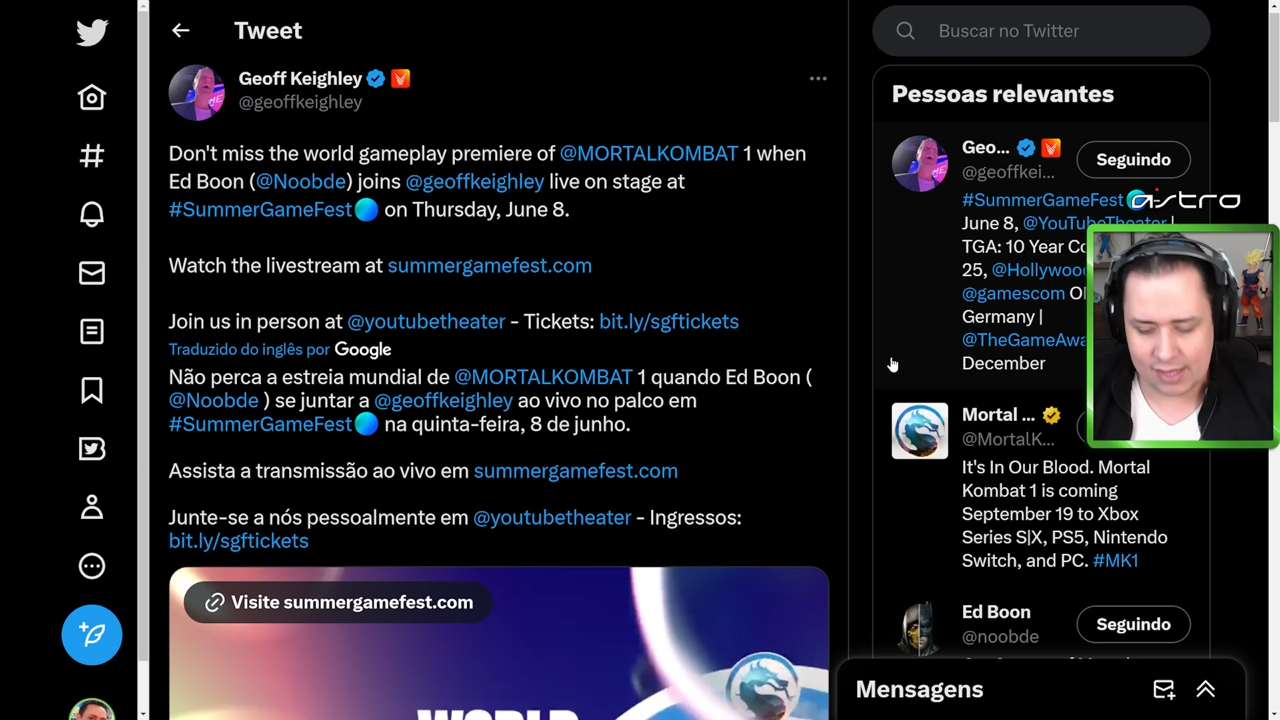 Tweet
Geoff Keighley
@geoffkeighley
Don't miss the world gameplay premiere of @MORTALKOMBAT 1 when
Ed Boon (@Noobde) joins @geoffkeighley live on stage at
#SummerGameFest on Thursday, June 8.
Watch the livestream at summergamefest.com
Join us in person at @youtubetheater - Tickets: bit.ly/sgftickets
Traduzido do inglês por Google
Não perca a estreia mundial de @MORTALKOMBAT 1 quando Ed Boon (
@Noobde ) se juntar a @geoffkeighley ao vivo no palco em
#SummerGameFest na quinta-feira, 8 de junho.
Assista a transmissão ao vivo em summergamefest.com
Junte-se a nós pessoalmente em @youtubetheater - Ingressos:
bit.ly/sgftickets
Visite summergamefest.com
WORLD
Buscar no Twitter
Pessoas relevantes
Geo...
@geoffkei...
Seguindo
#SummerGameFest
astro
June 8, @YouTubeTheater |
TGA: 10 Year
25,
@gamescom
Germany |
December
Mortal ...
@MortalK...
It's In Our Blood. Mortal
Kombat 1 is coming
September 19 to Xbox
Series S|X, PS5, Nintendo
Switch, and PC. #MK1
Ed Boon
@noobde
Seguindo
Mensagens